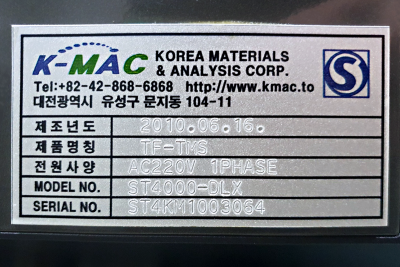 K-MAC KOREA MATERIALS & ANALYSIS CORP.
Tel:+82-42-868-6868 http://www.kmac.to
대전광역시 유성구 문지동 104-11
제조년도 2010.06.16.
제품명칭 TF-TMS
전원사양 AC220V 1PHASE
MODEL NO. ST4000-DLX
SERIAL NO. ST4KM1003064
S